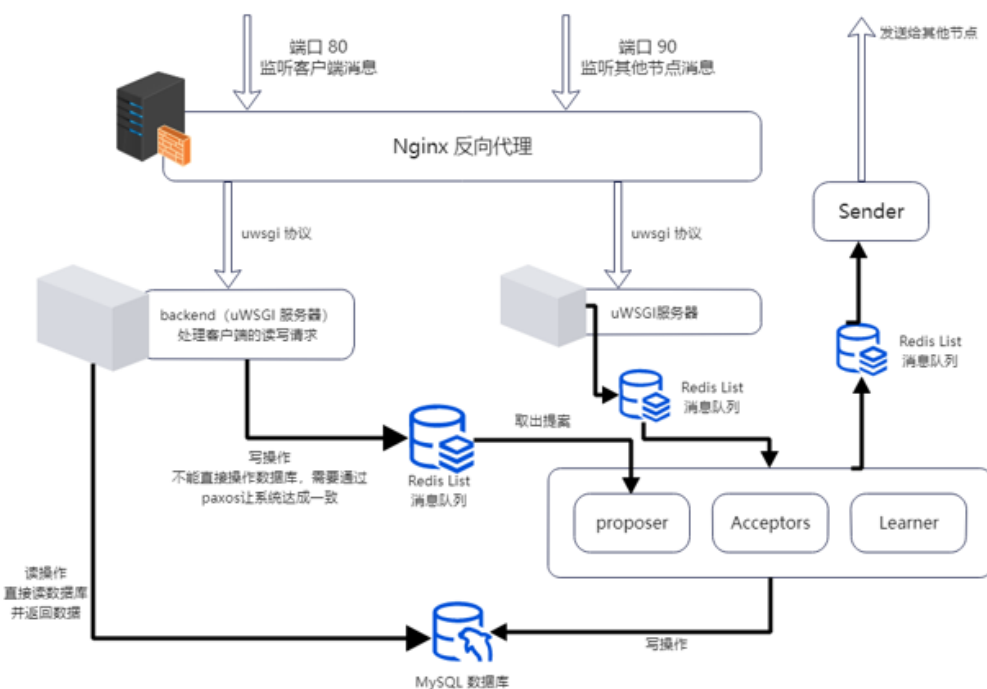 端口 80
监听客户端消息
端口 90
监听其他节点消息
发送给其他节点
Nginx 反向代理
Sender
uwsgi 协议
uwsgi 协议
backend（uWSGI 服务器）
处理客户端的读写请求
uWSGI服务器
Redis List
消息队列
Redis List
消息队列
取出提案
写操作
不能直接操作数据库，需要通过
paxos让系统达成一致
Redis List
消息队列
proposer
Acceptors
Learner
读操作
直接读数据库
并返回数据
写操作
MySQL 数据库